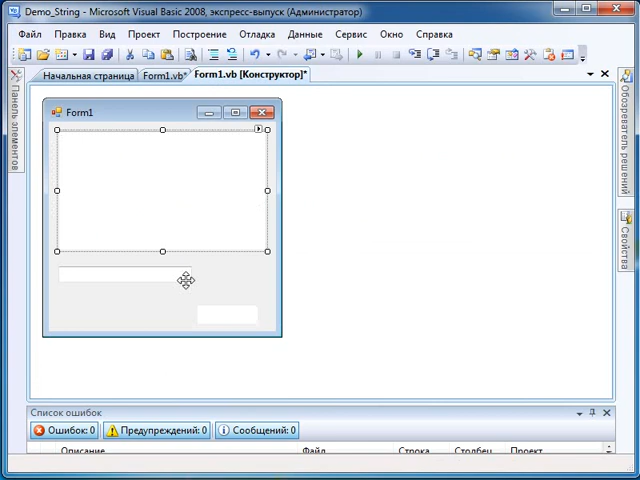 Demo_String - Microsoft Visual Basic 2008, экспресс-выпуск (Администратор)
Файл Правка Вид Проект Построение Отладка Данные Сервис Окно Справка
Начальная страница Form1.vb* Form1.vb [Конструктор]*
Панель элементов
Form1
Обозреватель решений
Свойства
Список ошибок
Ошибок: 0 Предупреждений: 0 Сообщений: 0
Описание Файл Строка Столбец Проект